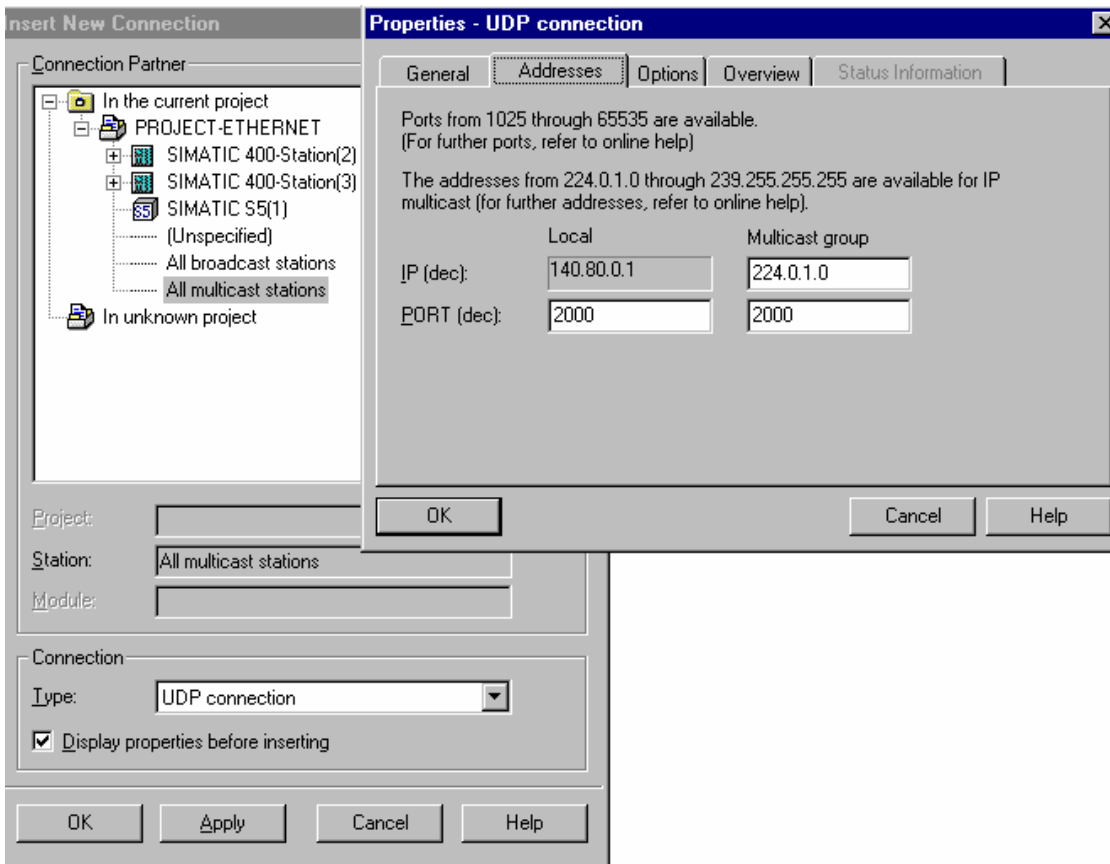 Insert New Connection
Connection Partner
In the current project
PROJECT-ETHERNET
SIMATIC 400-Station(2)
SIMATIC 400-Station(3)
S5 SIMATIC S5(1)
(Unspecified)
All broadcast stations
All multicast stations
In unknown project
Project:
Station: All multicast stations
Module:
Connection
Type: UDP connection
Display properties before inserting
OK Apply Cancel Help
Properties - UDP connection
General Addresses Options Overview Status Information
Ports from 1025 through 65535 are available.
(For further ports, refer to online help)
The addresses from 224.0.1.0 through 239.255.255.255 are available for IP
multicast (for further addresses, refer to online help).
Local Multicast group
IP (dec): 140.80.0.1 224.0.1.0
PORT (dec): 2000 2000
OK Cancel Help